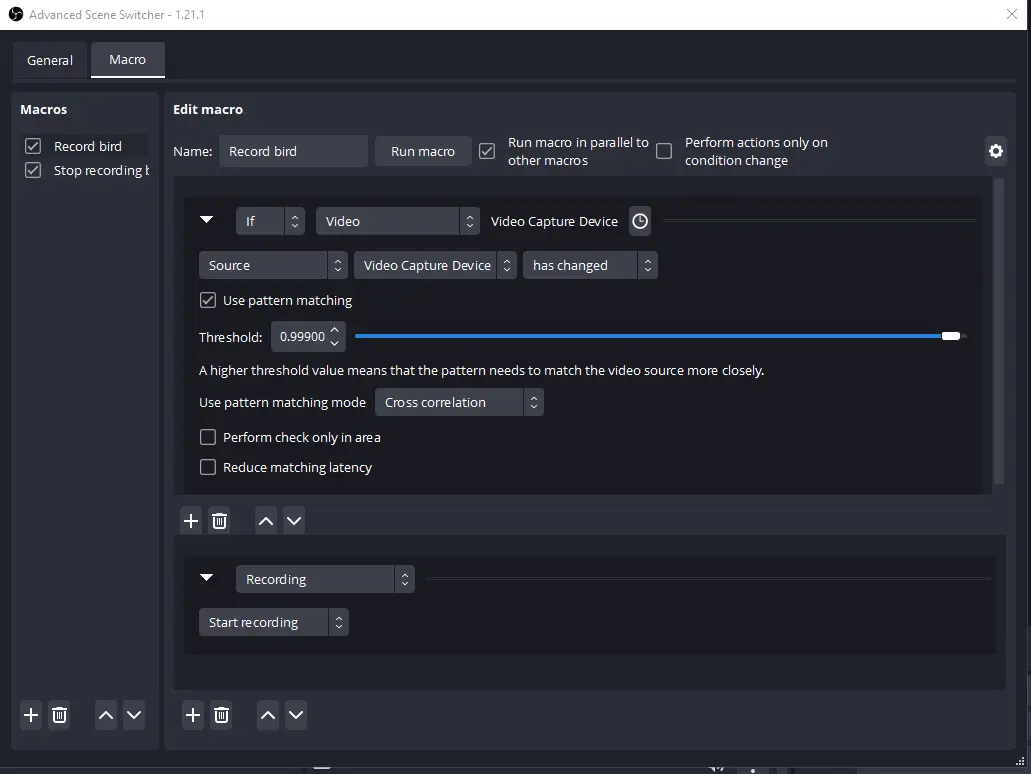 Advanced Scene Switcher - 1.21.1
General
Macro
Macros
Record bird
Stop recording b
Edit macro
Name:
Record bird
Run macro
Run macro in parallel to
other macros
Perform actions only on
condition change
If
Video
Video Capture Device
Source
Video Capture Device
has changed
Use pattern matching
Threshold:
0.99900
A higher threshold value means that the pattern needs to match the video source more closely.
Use pattern matching mode
Cross correlation
Perform check only in area
Reduce matching latency
Recording
Start recording